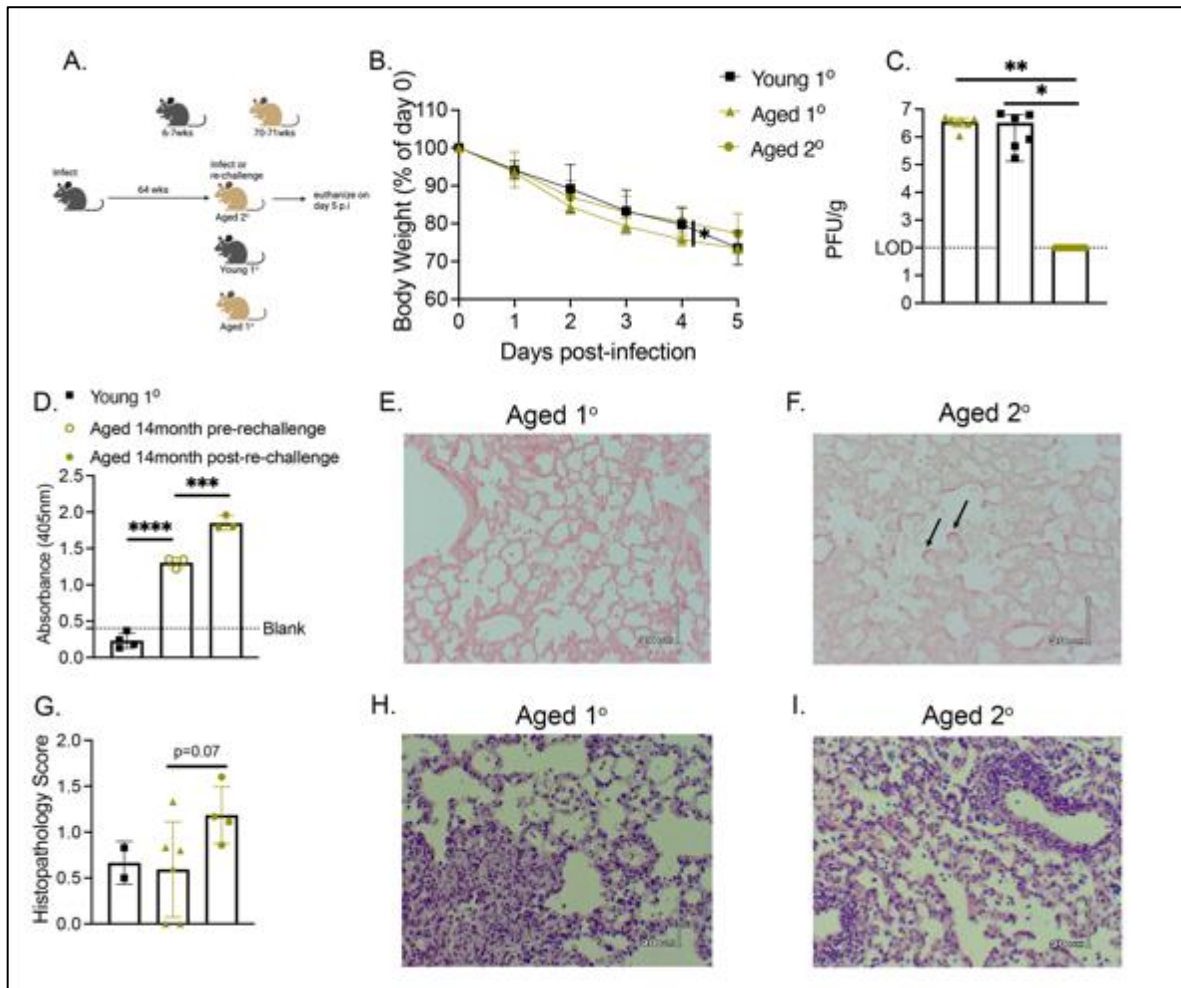 A.
6-7wks
70-71wks
Infect
64 wks
Infect or
re-challenge
euthanize on
day 5 p.i
Aged 2°
Young 1°
Aged 1°
B.
Young 1°
Aged 1°
Aged 2°
Body Weight (% of day 0)
110
100
90
80
70
60
*
0 1 2 3 4 5
Days post-infection
C.
**
*
PFU/g
7
6
5
4
3
LOD
1
0
D.
Young 1°
Aged 14month pre-rechallenge
Aged 14month post-re-challenge
Absorbance (405nm)
2.5
2.0
1.5
1.0
0.5
0.0
****
***
Blank
E.
Aged 1°
F.
Aged 2°
G.
Histopathology Score
2.0
1.5
1.0
0.5
0.0
p=0.07
H.
Aged 1°
I.
Aged 2°